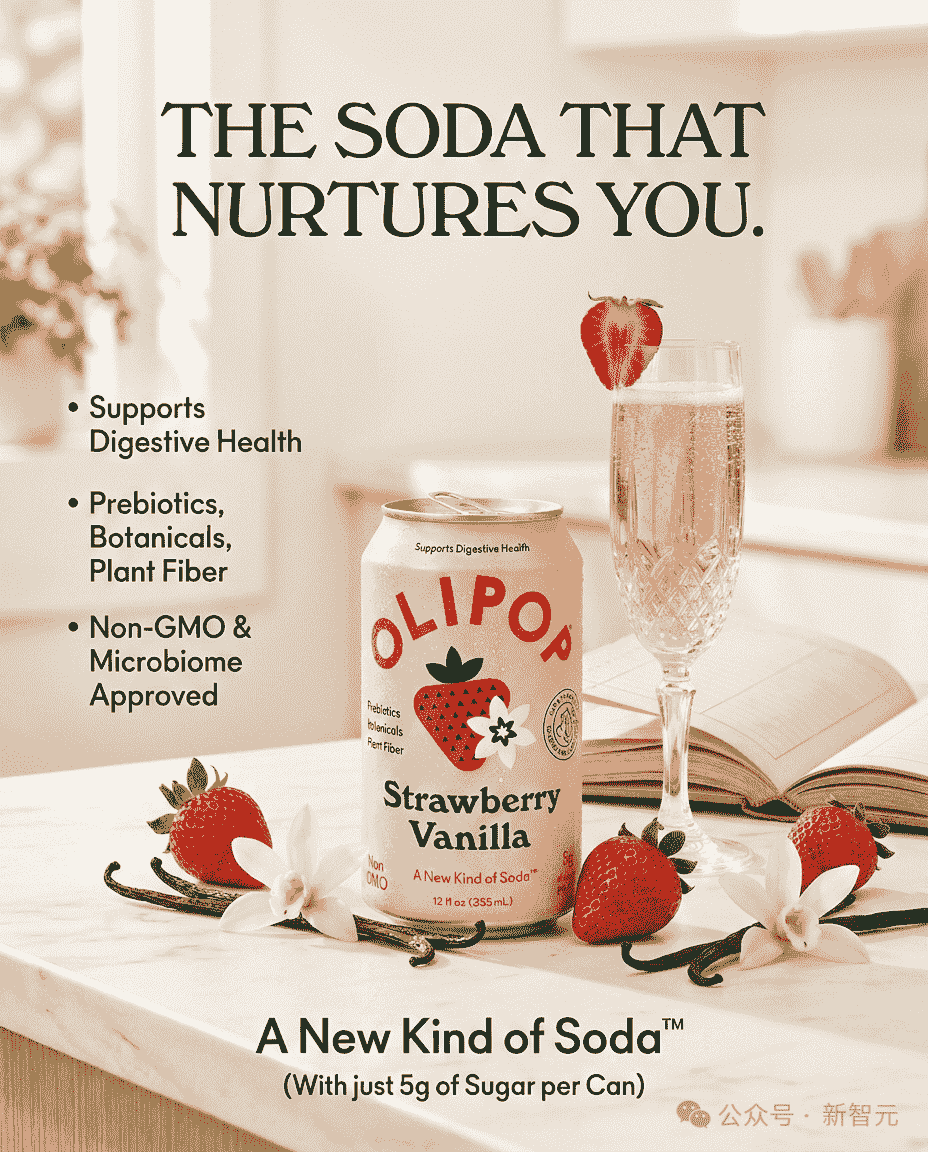 THE SODA THAT
NURTURES YOU.
• Supports
Digestive Health
• Prebiotics,
Botanicals,
Plant Fiber
• Non-GMO &
Microbiome
Approved
Supports Digestive Health
OLIPOP
Prebiotics
Botanicals
Plant Fiber
Strawberry
Vanilla
Non
GMO
A New Kind of Soda™
12 fl oz (355mL)
A New Kind of Soda™
(With just 5g of Sugar per Can)
公众号 · 新智元